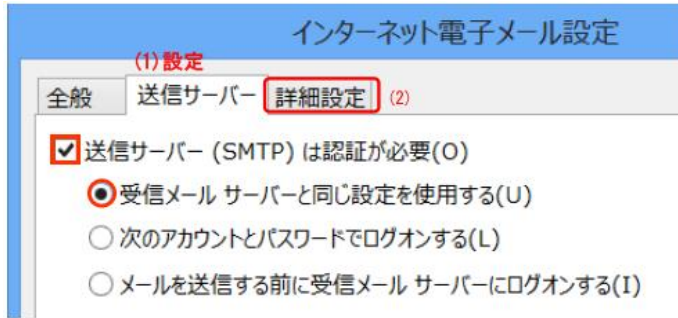 インターネット電子メール設定
(1)設定
全般 送信サーバー 詳細設定 (2)
送信サーバー (SMTP) は認証が必要(O)
受信メール サーバーと同じ設定を使用する(U)
次のアカウントとパスワードでログオンする(L)
メールを送信する前に受信メール サーバーにログオンする(I)